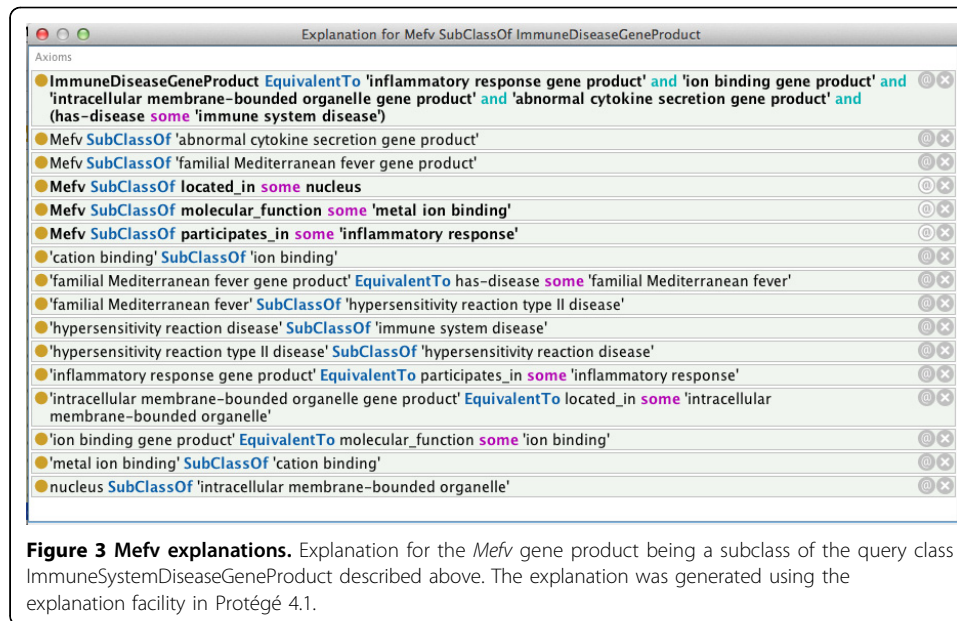 Explanation for Mefv SubClassOf ImmuneDiseaseGeneProduct
Axioms
ImmuneDiseaseGeneProduct EquivalentTo 'inflammatory response gene product' and 'ion binding gene product' and
'intracellular membrane-bounded organelle gene product' and 'abnormal cytokine secretion gene product' and
(has-disease some 'immune system disease')
Mefv SubClassOf 'abnormal cytokine secretion gene product'
Mefv SubClassOf 'familial Mediterranean fever gene product'
Mefv SubClassOf located_in some nucleus
Mefv SubClassOf molecular_function some 'metal ion binding'
Mefv SubClassOf participates_in some 'inflammatory response'
'cation binding' SubClassOf 'ion binding'
'familial Mediterranean fever gene product' EquivalentTo has-disease some 'familial Mediterranean fever'
'familial Mediterranean fever' SubClassOf 'hypersensitivity reaction type II disease'
'hypersensitivity reaction disease' SubClassOf 'immune system disease'
'hypersensitivity reaction type II disease' SubClassOf 'hypersensitivity reaction disease'
'inflammatory response gene product' EquivalentTo participates_in some 'inflammatory response'
'intracellular membrane-bounded organelle gene product' EquivalentTo located_in some 'intracellular
membrane-bounded organelle'
'ion binding gene product' EquivalentTo molecular_function some 'ion binding'
'metal ion binding' SubClassOf 'cation binding'
nucleus SubClassOf 'intracellular membrane-bounded organelle'
Figure 3 Mefv explanations. Explanation for the Mefv gene product being a subclass of the query class
ImmuneSystemDiseaseGeneProduct described above. The explanation was generated using the
explanation facility in Protégé 4.1.